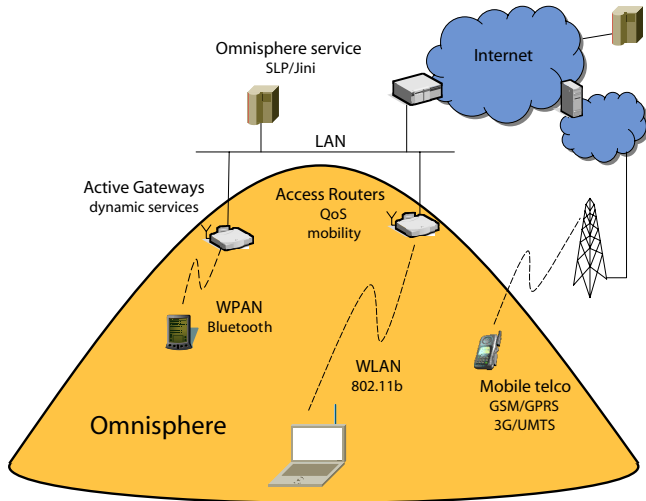 Omnisphere service
SLP/Jini
Internet
LAN
Active Gateways
dynamic services
Access Routers
QoS
mobility
WPAN
Bluetooth
WLAN
802.11b
Mobile telco
GSM/GPRS
3G/UMTS
Omnisphere